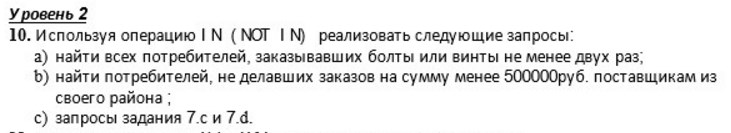 Уровень 2
10. Используя операцию I N ( NOT I N) реализовать следующие запросы:
a) найти всех потребителей, заказывавших болты или винты не менее двух раз;
b) найти потребителей, не делавших заказов на сумму менее 500000руб. поставщикам из
своего района ;
c) запросы задания 7.c и 7.d.